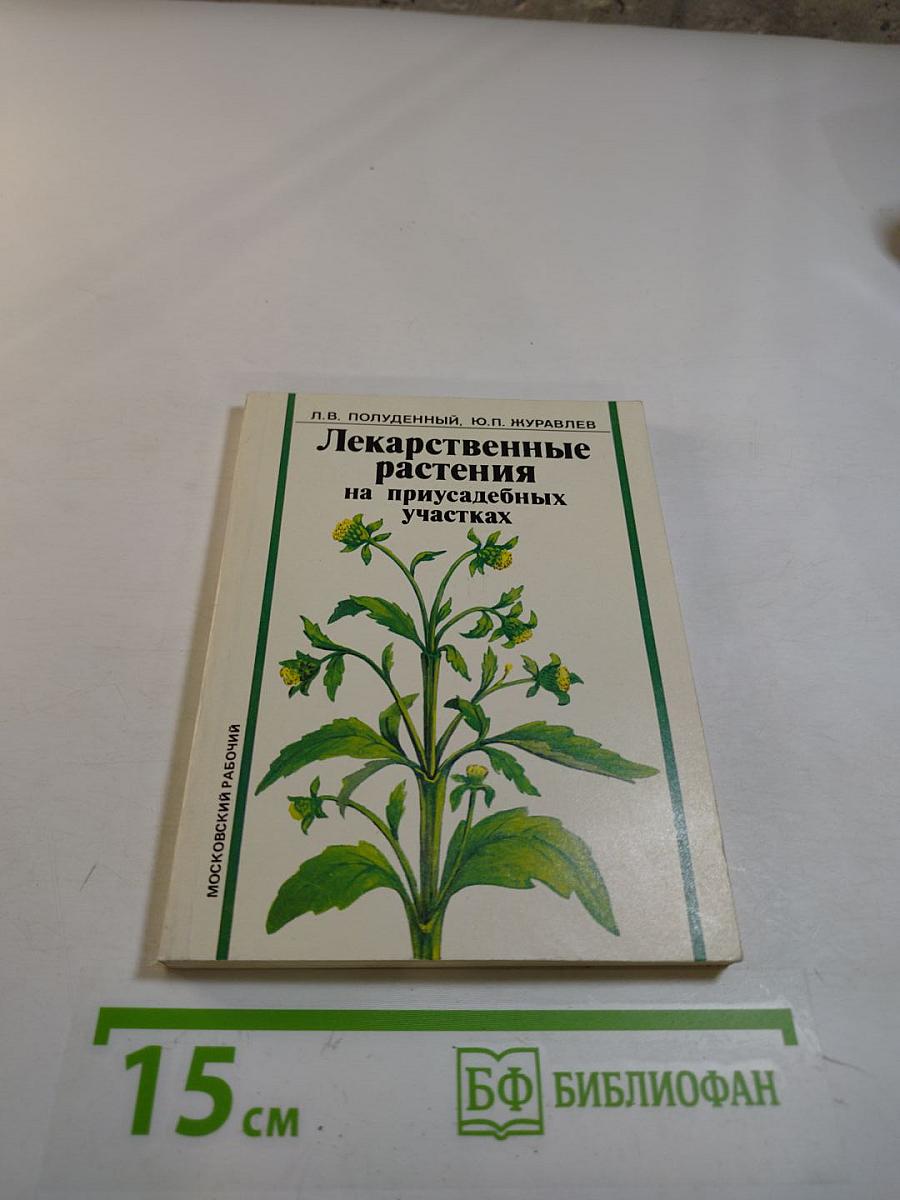 Л.В. ПОЛУДЕННЫЙ, Ю.П. ЖУРАВЛЕВ
Лекарственные
растения
на приусадебных
участках
МОСКОВСКИЙ РАБОЧИЙ
15 см
БФ БИБЛИОФАН